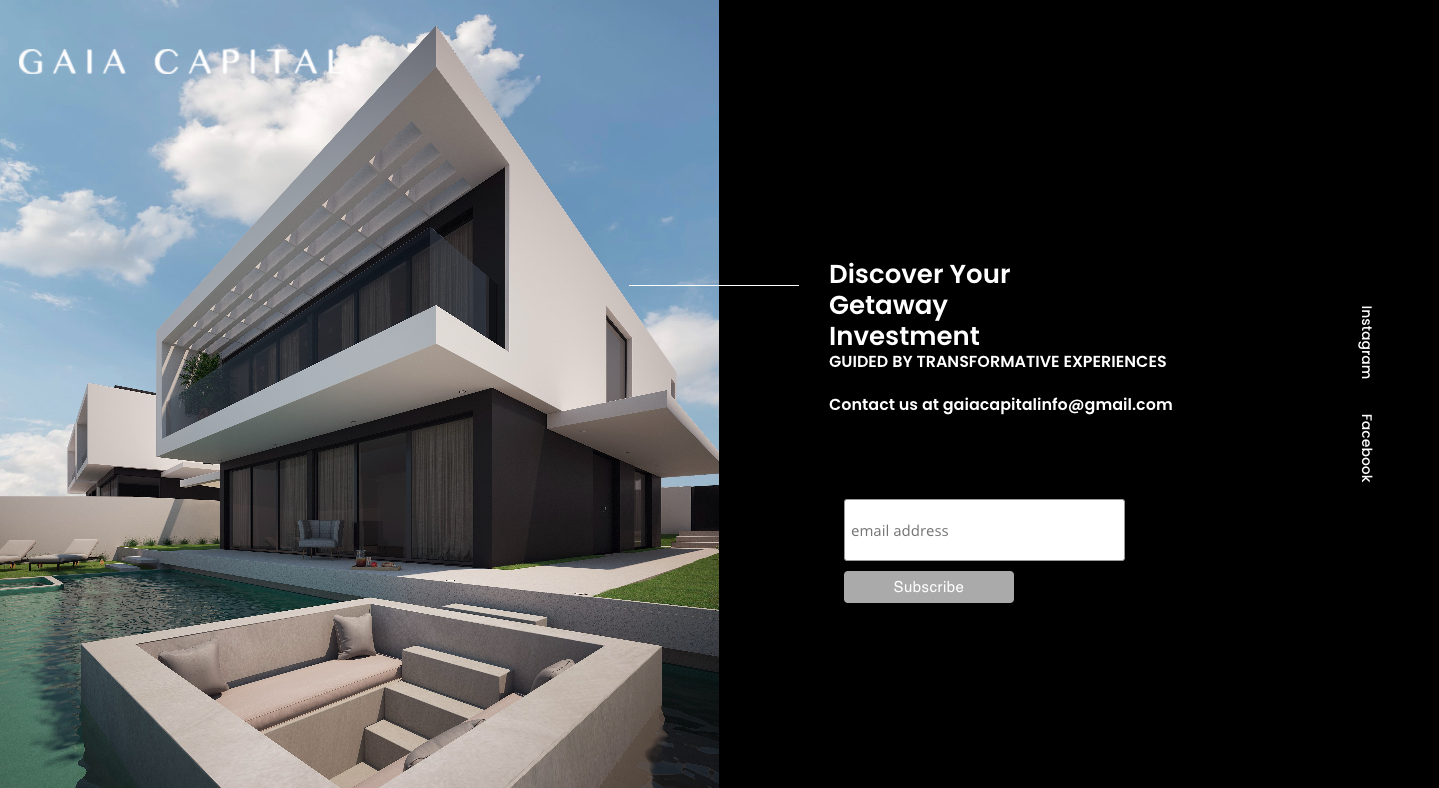 GAIA CAPITAL
Discover Your
Getaway
Investment
GUIDED BY TRANSFORMATIVE EXPERIENCES
Contact us at gaiacapitalinfo@gmail.com
Instagram
Facebook
email address
Subscribe